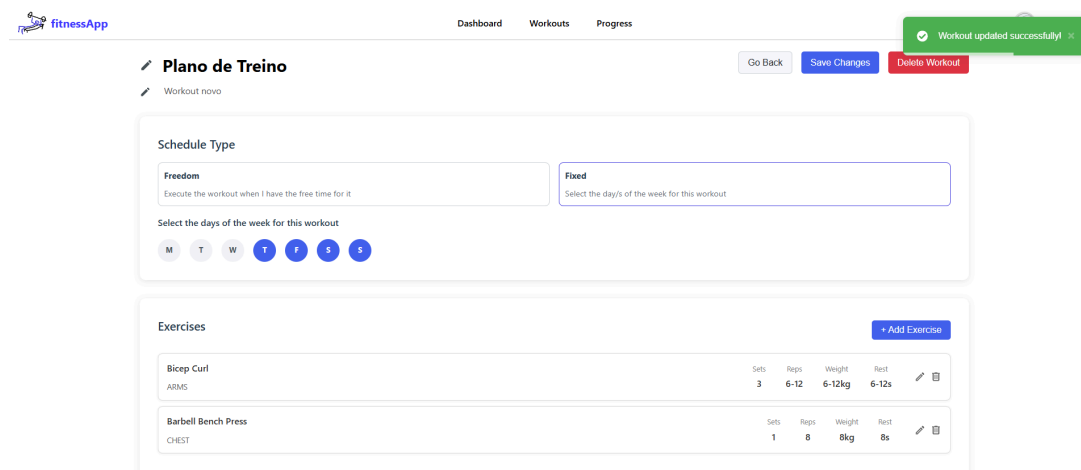 fitnessApp
Dashboard Workouts Progress
Workout updated successfully!
Plano de Treino
Go Back Save Changes Delete Workout
Workout novo
Schedule Type
Freedom
Execute the workout when I have the free time for it
Fixed
Select the day/s of the week for this workout
Select the days of the week for this workout
M T W T F S S
Exercises
+ Add Exercise
Bicep Curl
ARMS
Sets Reps Weight Rest
3 6-12 6-12kg 6-12s
Barbell Bench Press
CHEST
Sets Reps Weight Rest
1 8 8kg 8s